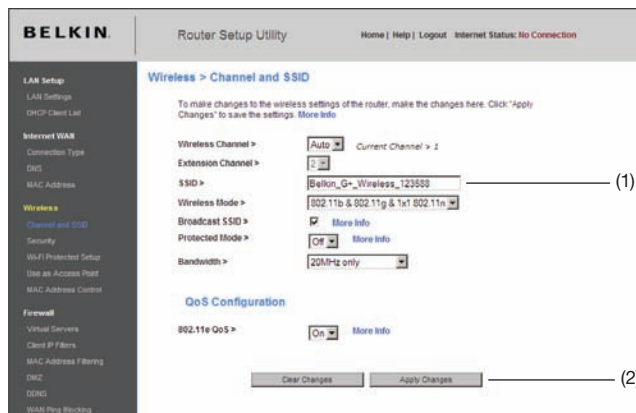 BELKIN.
Router Setup Utility
Home | Help | Logout Internet Status: No Connection
LAN Setup
LAN Settings
DHCP Client List
Internet WAN
Connection Type
DNS
MAC Address
Wireless
Channel and SSID
Security
Wi-Fi Protected Setup
Use as Access Point
MAC Address Control
Firewall
Virtual Servers
Client IP Filters
MAC Address Filtering
DMZ
DDNS
WAN Ping Blocking
Wireless > Channel and SSID
To make changes to the wireless settings of the router, make the changes here. Click "Apply
Changes" to save the settings. More Info
Wireless Channel > Auto Current Channel > 1
Extension Channel > 2
SSID > Belkin_G+_Wireless_123588 (1)
Wireless Mode > 802.11b & 802.11g & 1x1 802.11n
Broadcast SSID > More Info
Protected Mode > Off More Info
Bandwidth > 20MHz only
QoS Configuration
802.11e QoS > On More Info
Clear Changes Apply Changes (2)